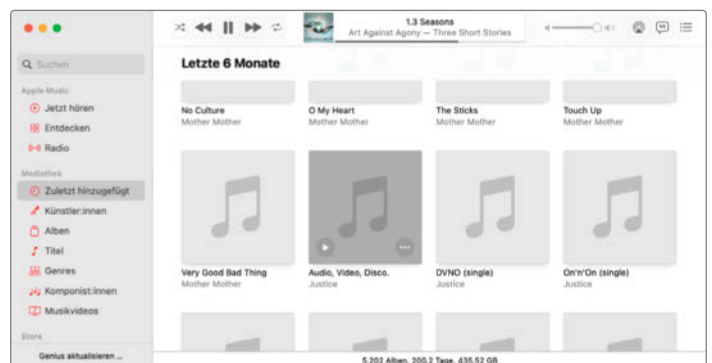 1.3 Seasons
Art Against Agony — Three Short Stories
Suchen
Apple Music
Jetzt hören
Entdecken
Radio
Mediathek
Zuletzt hinzugefügt
Künstler:innen
Alben
Titel
Genres
Komponist:innen
Musikvideos
Store
Genius aktualisieren ...
Letzte 6 Monate
No Culture
Mother Mother
O My Heart
Mother Mother
The Sticks
Mother Mother
Touch Up
Mother Mother
Very Good Bad Thing
Mother Mother
Audio, Video, Disco.
Justice
DVNO (single)
Justice
On'n'On (single)
Justice
5.202 Alben, 200,2 Tage, 435,52 GB